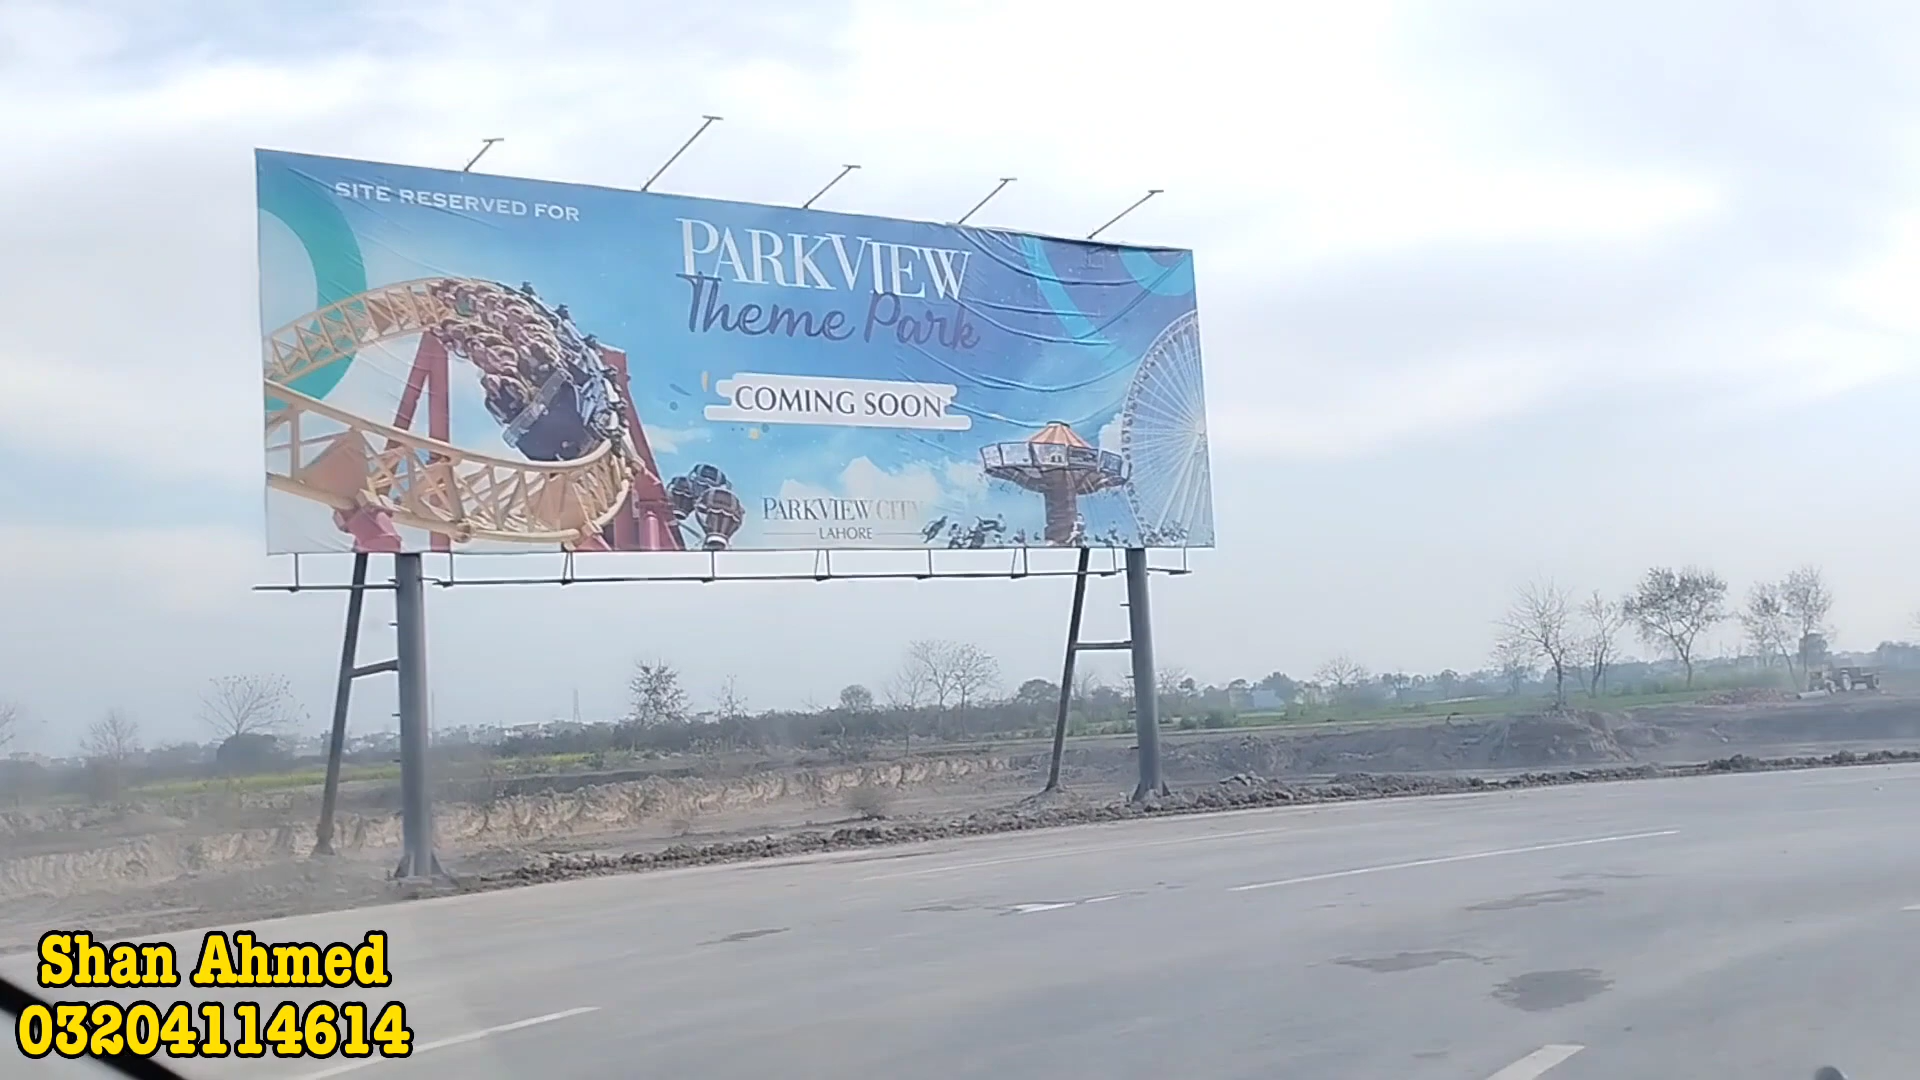 SITE RESERVED FOR
PARKVIEW
Theme Park
COMING SOON
PARKVIEW CITY
LAHORE
Shan Ahmed
03204114614